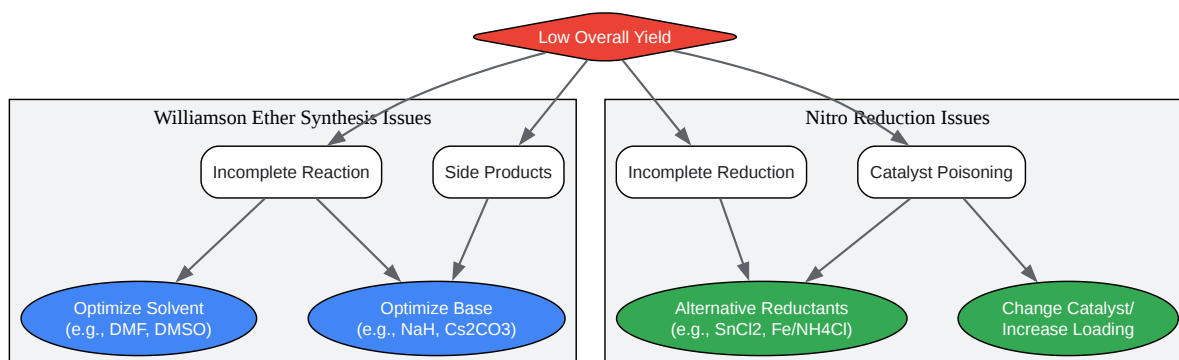 Low Overall Yield
Williamson Ether Synthesis Issues
Nitro Reduction Issues
Incomplete Reaction
Side Products
Incomplete Reduction
Catalyst Poisoning
Optimize Solvent
(e.g., DMF, DMSO)
Optimize Base
(e.g., NaH, Cs2CO3)
Alternative Reductants
(e.g., SnCl2, Fe/NH4Cl)
Change Catalyst/
Increase Loading